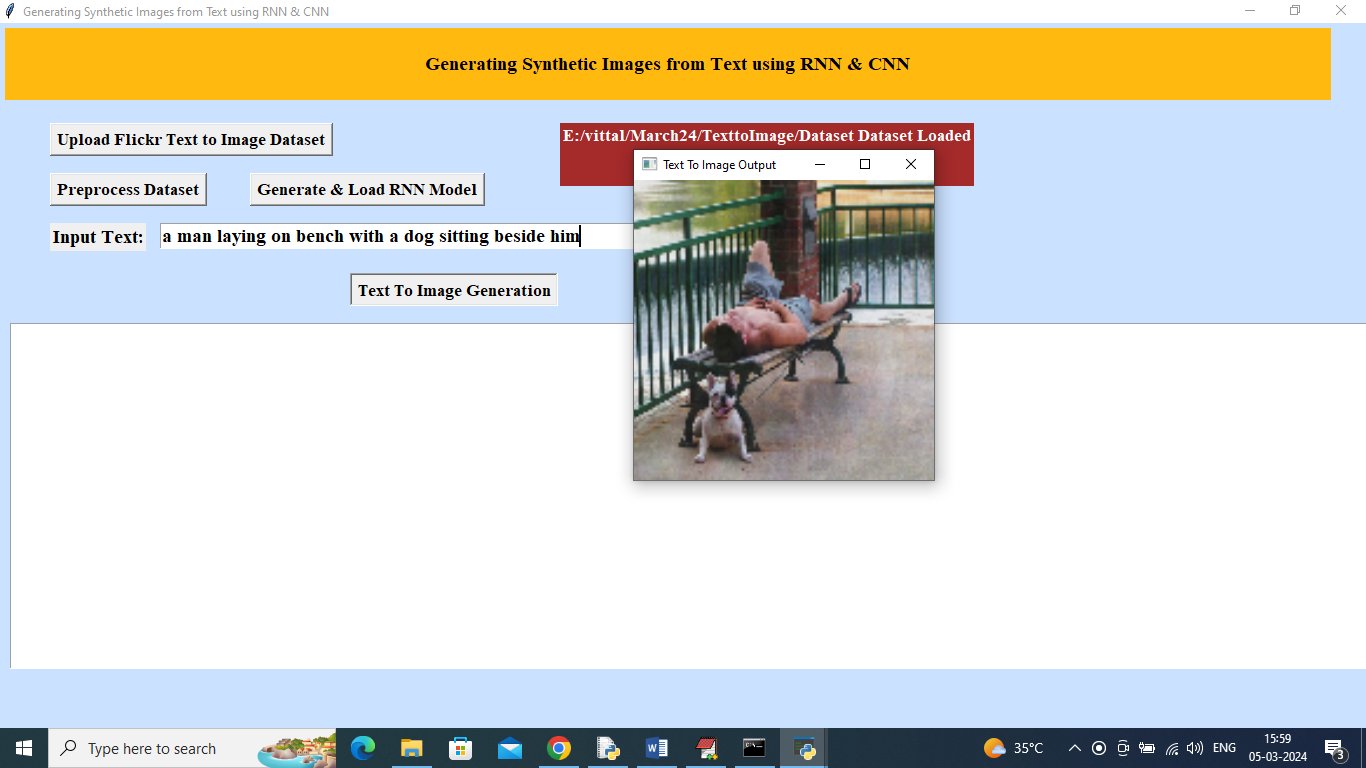 Generating Synthetic Images from Text using RNN & CNN
Generating Synthetic Images from Text using RNN & CNN
Upload Flickr Text to Image Dataset
E:/vittal/March24/TexttoImage/Dataset Dataset Loaded
Preprocess Dataset
Generate & Load RNN Model
Input Text:
a man laying on bench with a dog sitting beside him
Text To Image Generation
Text To Image Output
Type here to search
35°C
ENG
15:59
05-03-2024
3